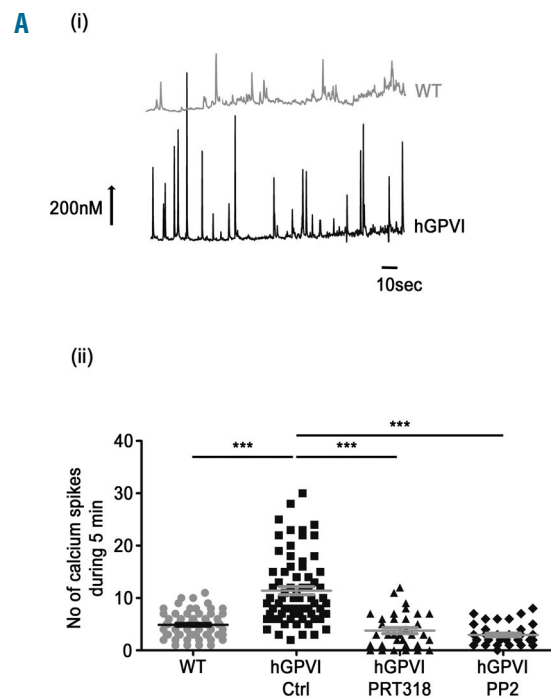 A
(i)
WT
200nM
hGPVI
10sec
(ii)
***
***
***
No of calcium spikes
during 5 min
40
30
20
10
0
WT
hGPVI
Ctrl
hGPVI
PRT318
hGPVI
PP2